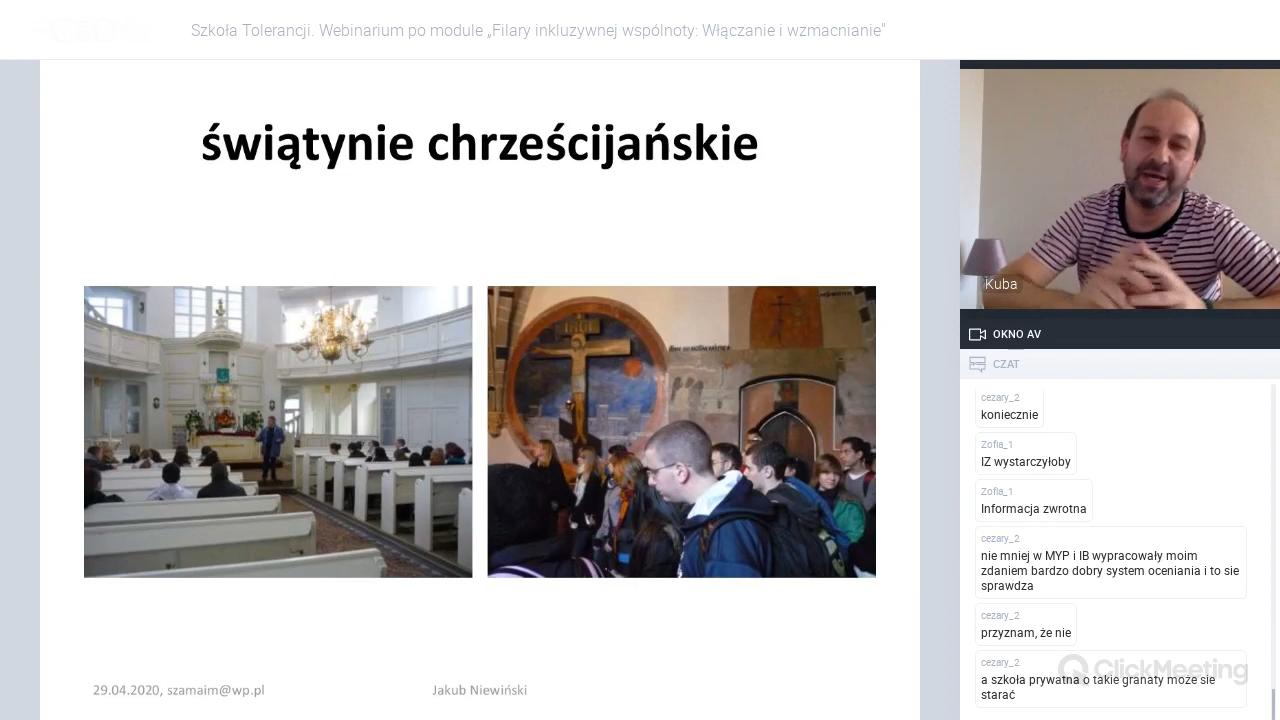 Szkoła Tolerancji. Webinarium po module „Filary inkluzywnej wspólnoty: Włączanie i wzmacnianie"
świątynie chrześcijańskie
29.04.2020, szamaim@wp.pl
Jakub Niewiński
Kuba
OKNO AV
CZAT
cezary_2
koniecznie
Zofia_1
IZ wystarczyłoby
Zofia_1
Informacja zwrotna
cezary_2
nie mniej w MYP i IB wypracowały moim
zdaniem bardzo dobry system oceniania i to sie
sprawdza
cezary_2
przyznam, że nie
cezary_2
a szkoła prywatna o takie granaty może sie
starać
ClickMeeting